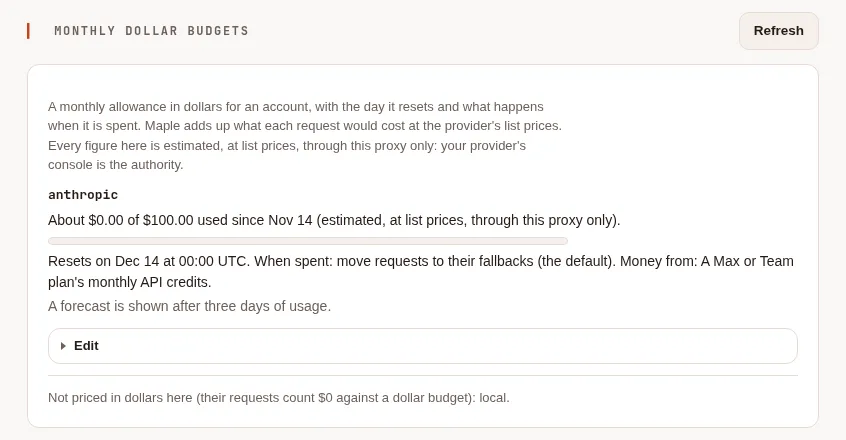 MONTHLY DOLLAR BUDGETS
Refresh
A monthly allowance in dollars for an account, with the day it resets and what happens
when it is spent. Maple adds up what each request would cost at the provider's list prices.
Every figure here is estimated, at list prices, through this proxy only: your provider's
console is the authority.
anthropic
About $0.00 of $100.00 used since Nov 14 (estimated, at list prices, through this proxy only).
Resets on Dec 14 at 00:00 UTC. When spent: move requests to their fallbacks (the default). Money from: A Max or Team
plan's monthly API credits.
A forecast is shown after three days of usage.
Edit
Not priced in dollars here (their requests count $0 against a dollar budget): local.